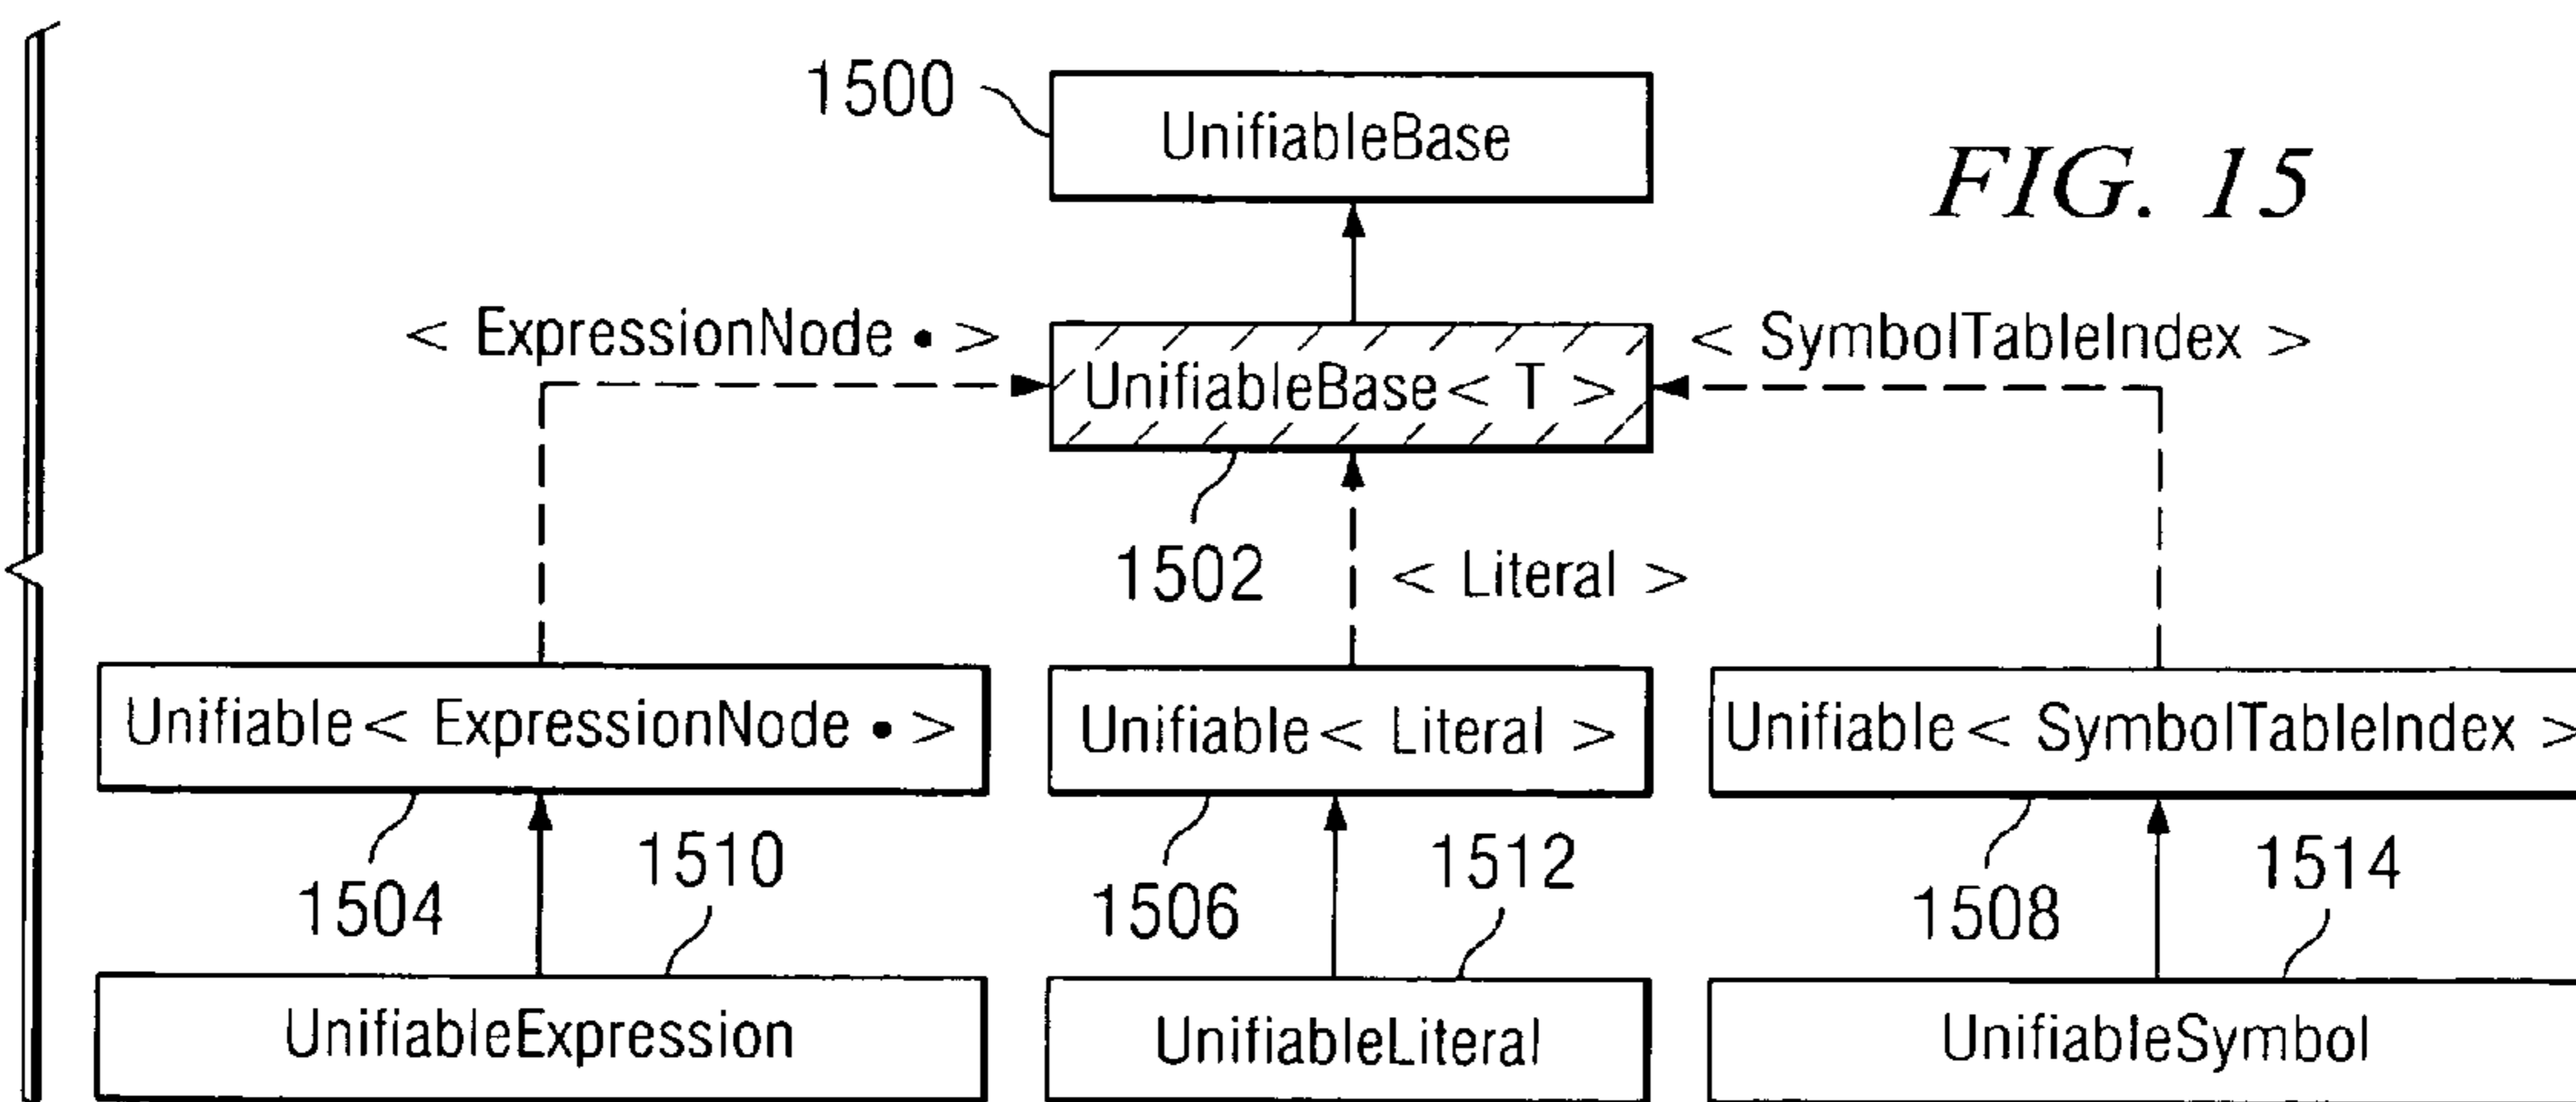 1500
UnifiableBase
FIG. 15
< ExpressionNode • >
UnifiableBase < T >
< SymbolTableIndex >
1502
< Literal >
Unifiable < ExpressionNode • >
Unifiable < Literal >
Unifiable < SymbolTableIndex >
1504
1510
1506
1512
1508
1514
UnifiableExpression
UnifiableLiteral
UnifiableSymbol